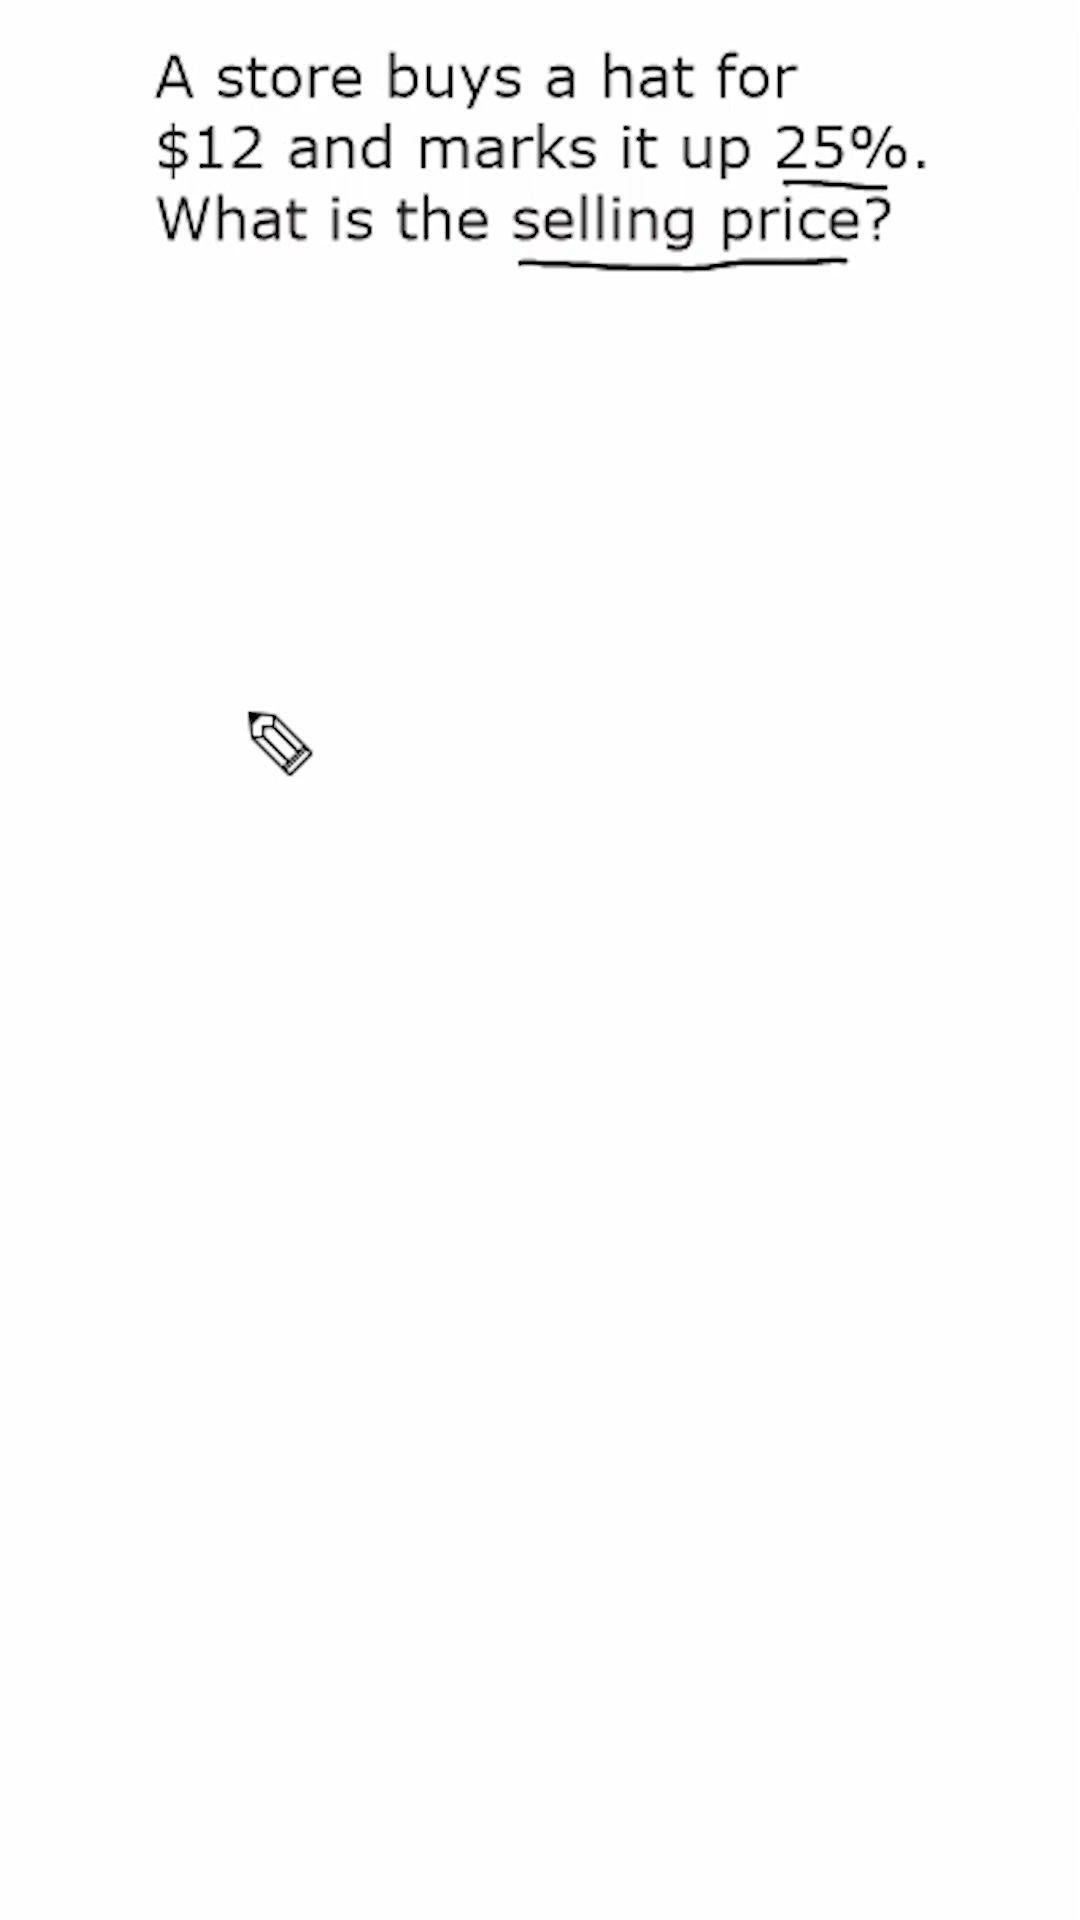 A store buys a hat for
$12 and marks it up 25%.
What is the selling price?